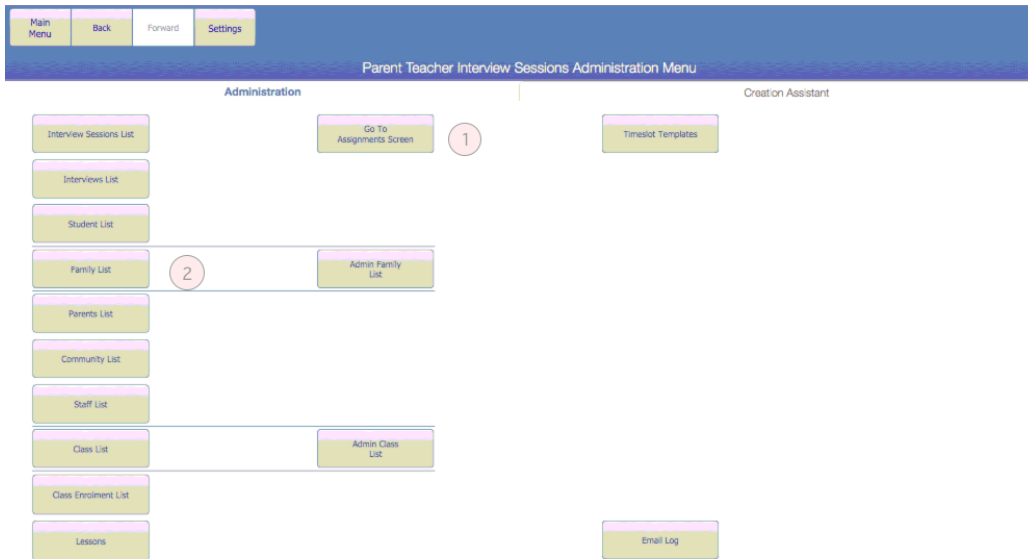 Main
Menu
Back
Forward
Settings
Parent Teacher Interview Sessions Administration Menu
Administration
Creation Assistant
Interview Sessions List
Go To
Assignments Screen
1
Timeslot Templates
Interviews List
Student List
Family List
2
Admin Family
List
Parents List
Community List
Staff List
Class List
Admin Class
List
Class Enrolment List
Lessons
Email Log